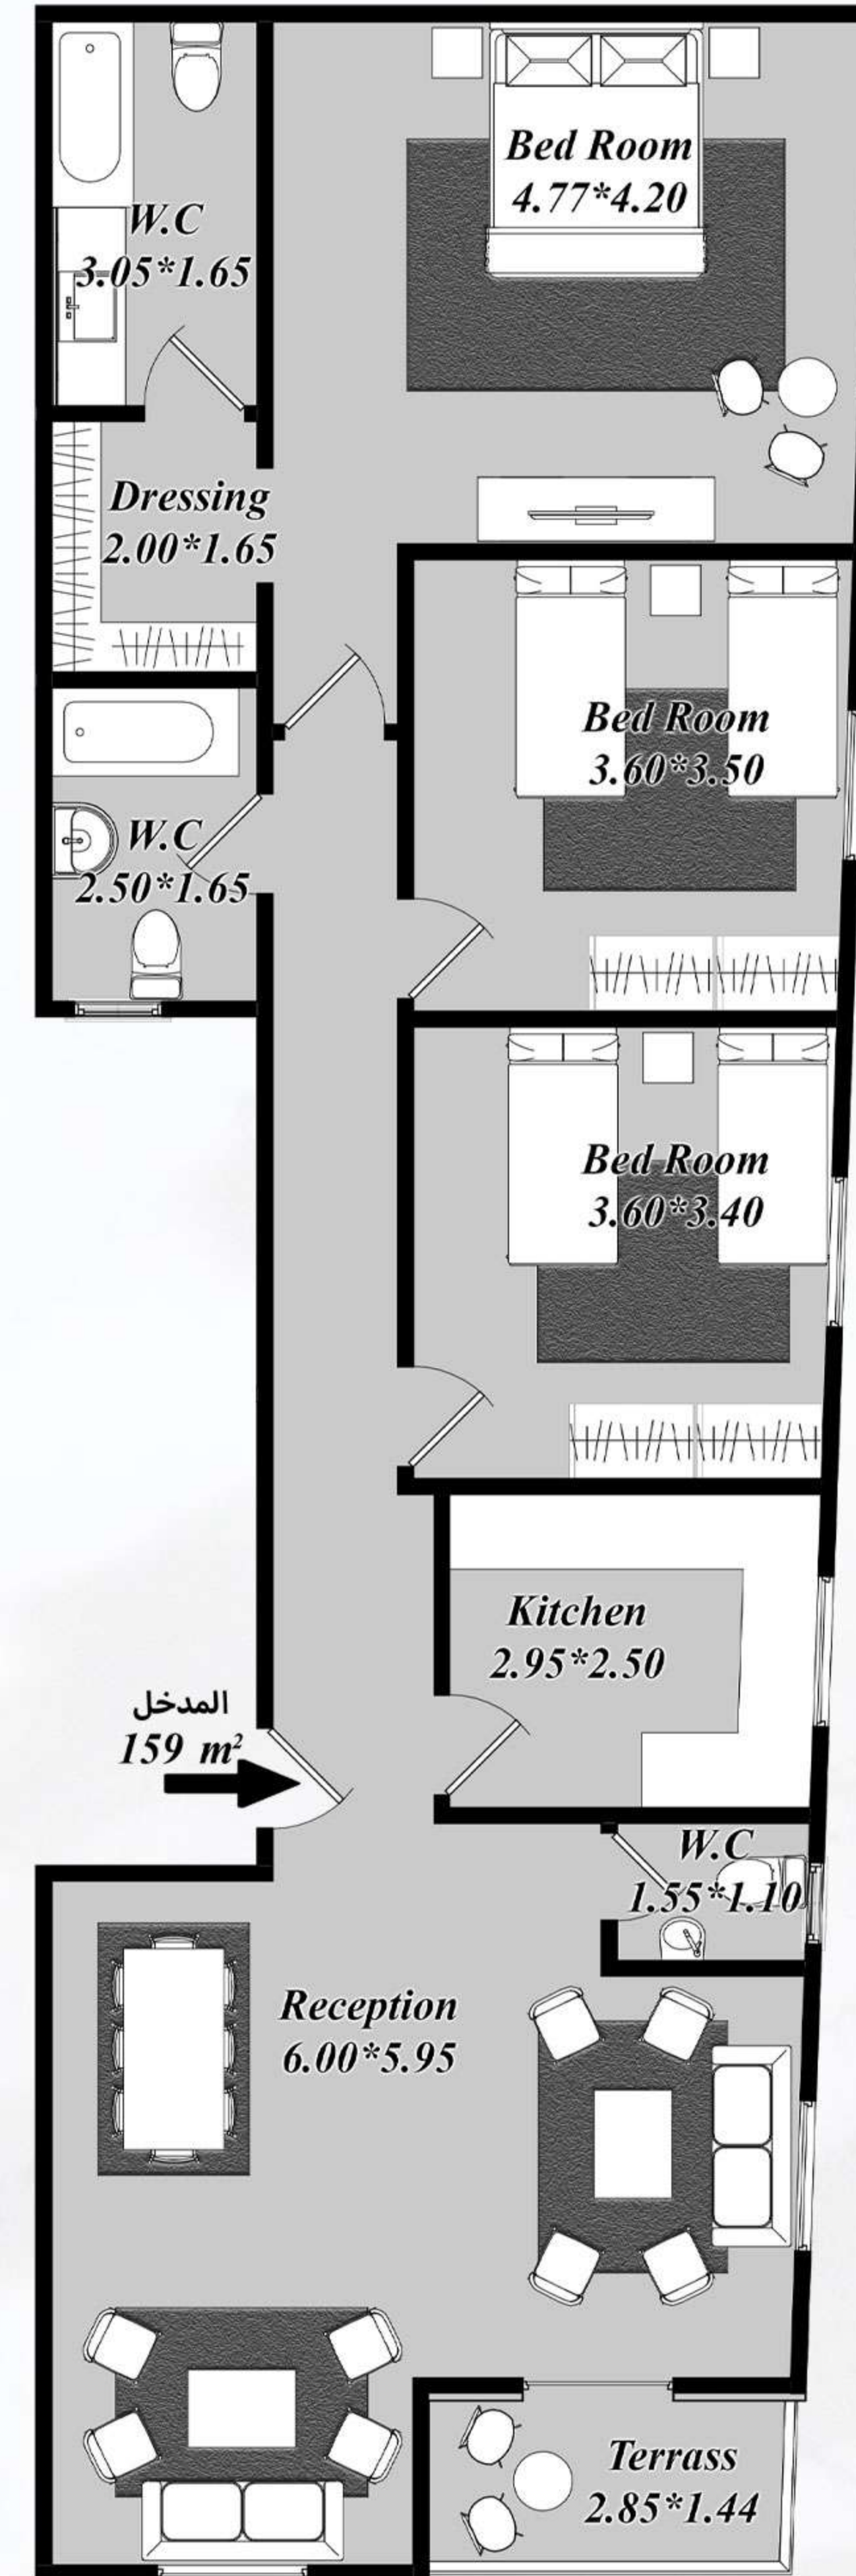 Bed Room
4.77*4.20
W.C
3.05*1.65
Dressing
2.00*1.65
Bed Room
3.60*3.50
W.C
2.50*1.65
Bed Room
3.60*3.40
Kitchen
2.95*2.50
المدخل
159 m²
W.C
1.55*1.10
Reception
6.00*5.95
Terrass
2.85*1.44